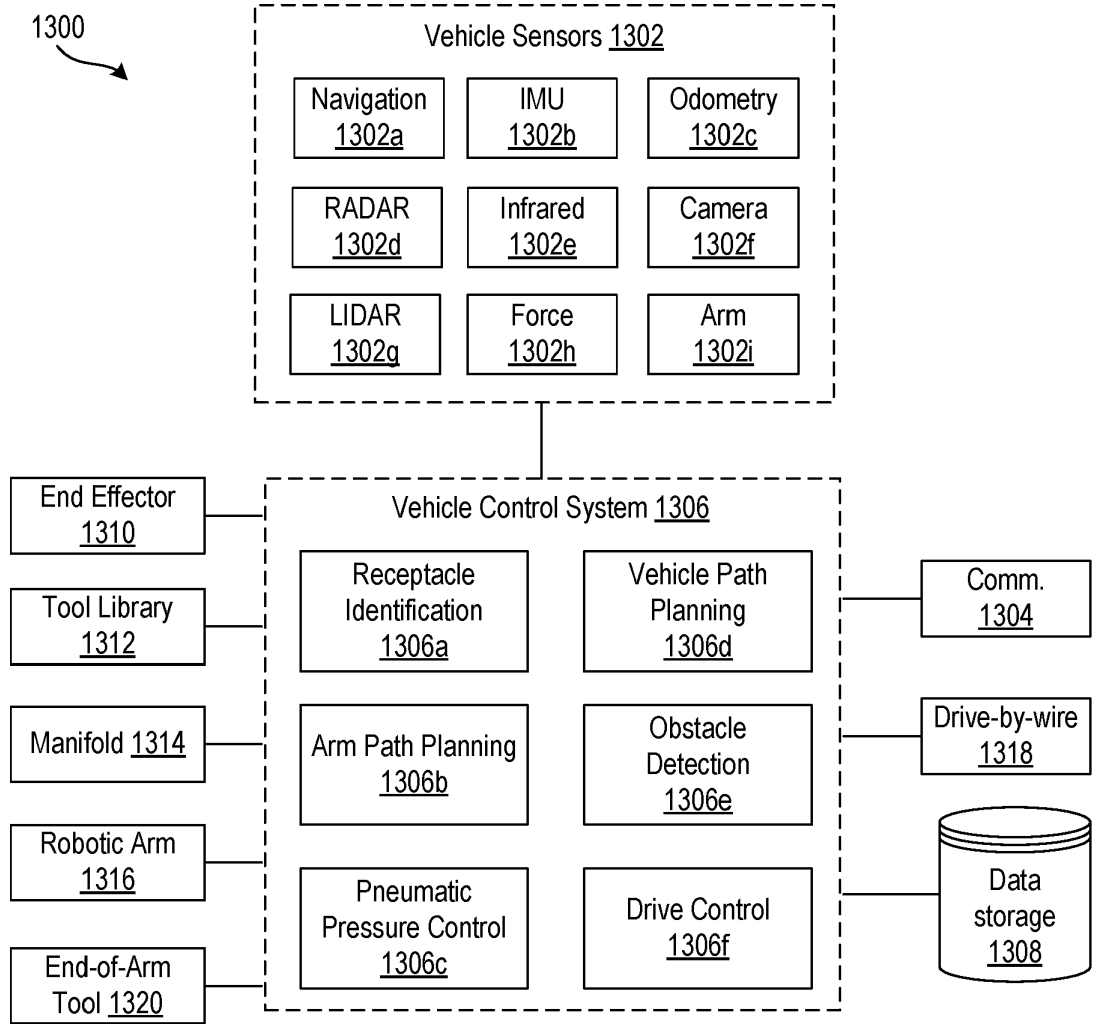 1300
Vehicle Sensors 1302
Navigation
1302a
IMU
1302b
Odometry
1302c
RADAR
1302d
Infrared
1302e
Camera
1302f
LIDAR
1302g
Force
1302h
Arm
1302i
End Effector
1310
Tool Library
1312
Manifold 1314
Robotic Arm
1316
End-of-Arm
Tool 1320
Vehicle Control System 1306
Receptacle
Identification
1306a
Vehicle Path
Planning
1306d
Arm Path Planning
1306b
Obstacle
Detection
1306e
Pneumatic
Pressure Control
1306c
Drive Control
1306f
Comm.
1304
Drive-by-wire
1318
Data
storage
1308